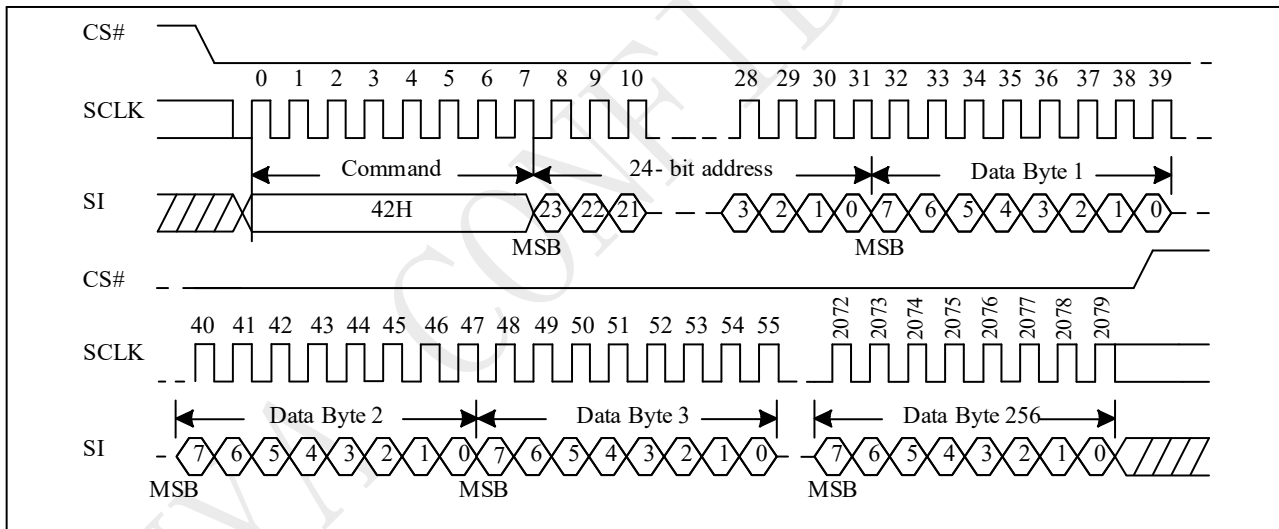 CS#
0 1 2 3 4 5 6 7 8 9 10 28 29 30 31 32 33 34 35 36 37 38 39
SCLK
Command 24- bit address Data Byte 1
SI 42H 23 22 21 3 2 1 0 7 6 5 4 3 2 1 0
MSB MSB
CS#
40 41 42 43 44 45 46 47 48 49 50 51 52 53 54 55 2072 2073 2074 2075 2076 2077 2078 2079
SCLK
Data Byte 2 Data Byte 3 Data Byte 256
SI 7 6 5 4 3 2 1 0 7 6 5 4 3 2 1 0 7 6 5 4 3 2 1 0
MSB MSB MSB